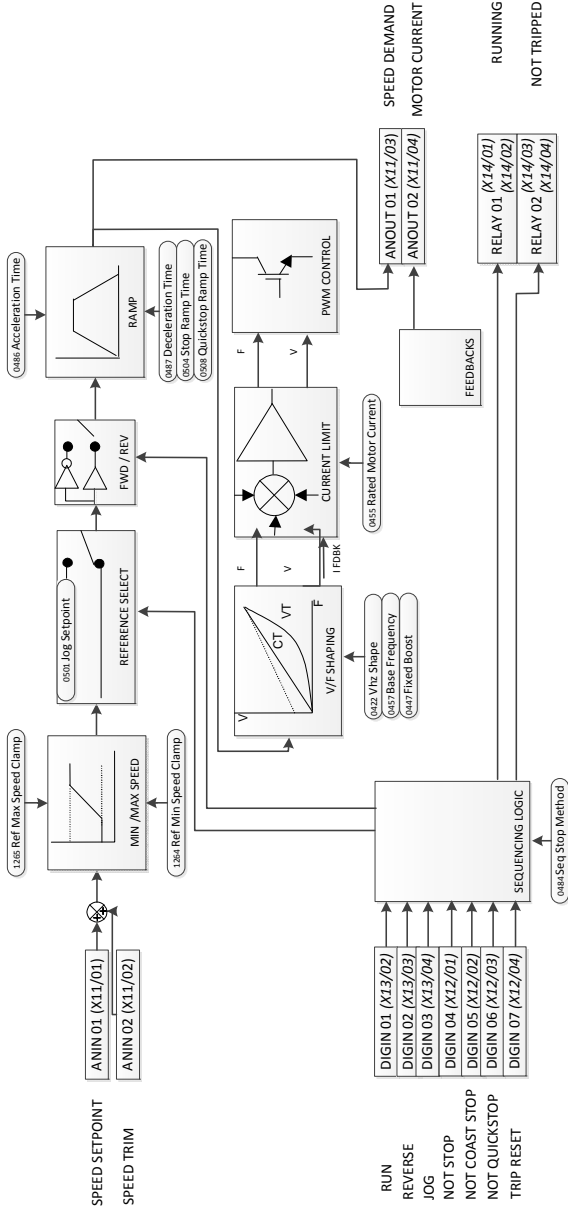 SPEED SETPOINT
SPEED TRIM
ANIN 01 (X11/01)
ANIN 02 (X11/02)
1265 Ref Max Speed Clamp
MIN /MAX SPEED
1264 Ref Min Speed Clamp
0501 Jog Setpoint
REFERENCE SELECT
FWD / REV
0486 Acceleration Time
RAMP
0487 Deceleration Time
0504 Stop Ramp Time
0508 Quickstop Ramp Time
V
CT
VT
F
V/F SHAPING
0422 Vhz Shape
0457 Base Frequency
0447 Fixed Boost
F
V
I FDBK
CURRENT LIMIT
0455 Rated Motor Current
F
V
PWM CONTROL
FEEDBACKS
ANOUT 01 (X11/03)
ANOUT 02 (X11/04)
SPEED DEMAND
MOTOR CURRENT
RUN
REVERSE
JOG
NOT STOP
NOT COAST STOP
NOT QUICKSTOP
TRIP RESET
DIGIN 01 (X13/02)
DIGIN 02 (X13/03)
DIGIN 03 (X13/04)
DIGIN 04 (X12/01)
DIGIN 05 (X12/02)
DIGIN 06 (X12/03)
DIGIN 07 (X12/04)
SEQUENCING LOGIC
0484 Seq Stop Method
RELAY 01 (X14/01)
(X14/02)
RELAY 02 (X14/03)
(X14/04)
RUNNING
NOT TRIPPED